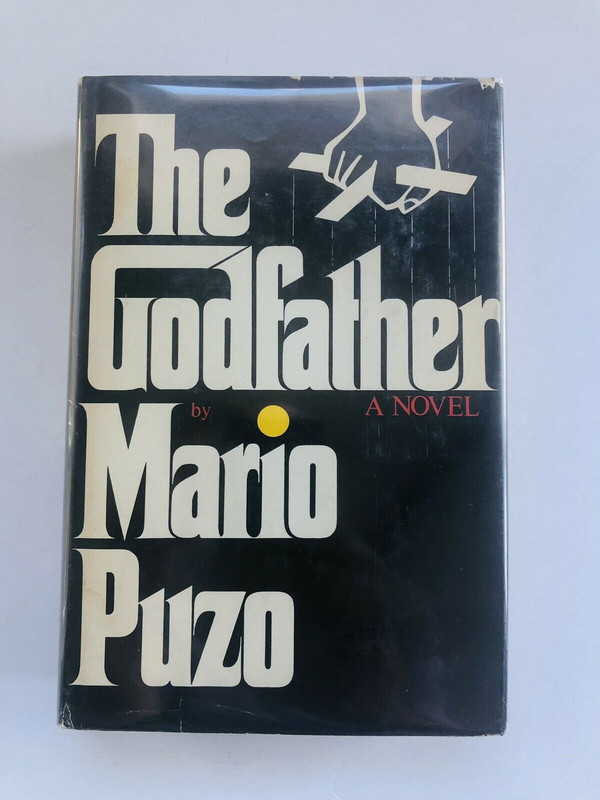 The
Godfather
by A NOVEL
Mario
Puzo